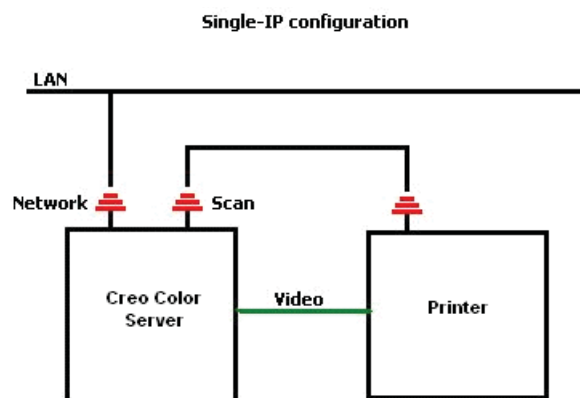 Single-IP configuration
LAN
Network
Scan
Creo Color
Server
Video
Printer